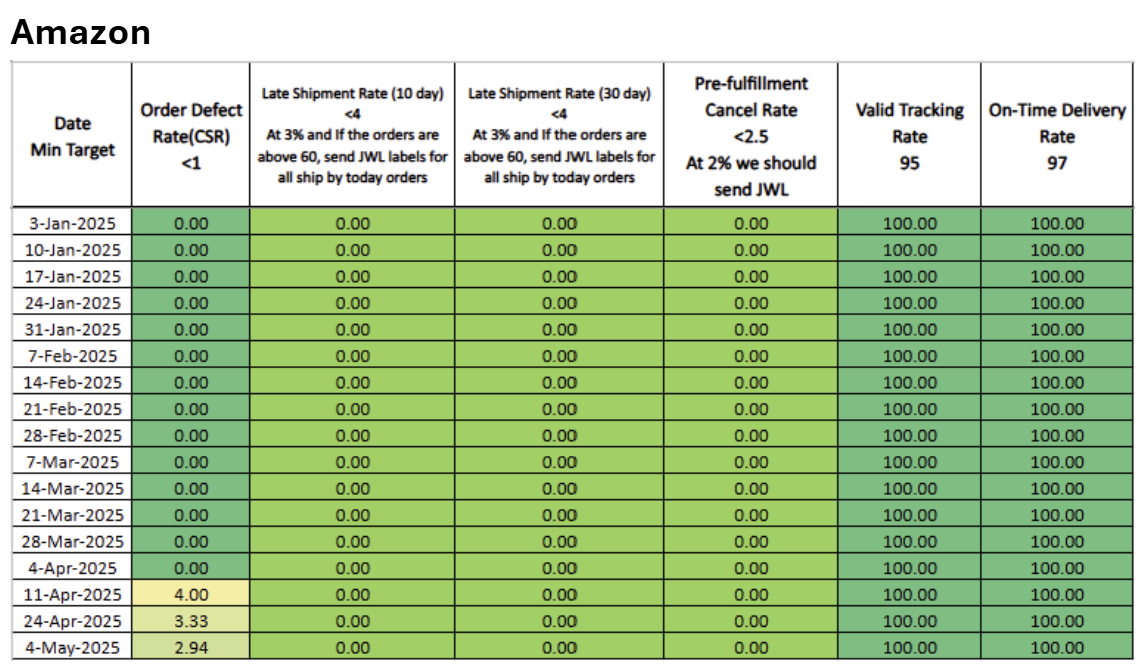 Amazon
Date
Min Target
Order Defect
Rate(CSR)
<1
Late Shipment Rate (10 day)
<4
At 3% and If the orders are
above 60, send JWL labels for
all ship by today orders
Late Shipment Rate (30 day)
<4
At 3% and If the orders are
above 60, send JWL labels for
all ship by today orders
Pre-fulfillment
Cancel Rate
<2.5
At 2% we should
send JWL
Valid Tracking
Rate
95
On-Time Delivery
Rate
97
3-Jan-2025 0.00 0.00 0.00 0.00 100.00 100.00
10-Jan-2025 0.00 0.00 0.00 0.00 100.00 100.00
17-Jan-2025 0.00 0.00 0.00 0.00 100.00 100.00
24-Jan-2025 0.00 0.00 0.00 0.00 100.00 100.00
31-Jan-2025 0.00 0.00 0.00 0.00 100.00 100.00
7-Feb-2025 0.00 0.00 0.00 0.00 100.00 100.00
14-Feb-2025 0.00 0.00 0.00 0.00 100.00 100.00
21-Feb-2025 0.00 0.00 0.00 0.00 100.00 100.00
28-Feb-2025 0.00 0.00 0.00 0.00 100.00 100.00
7-Mar-2025 0.00 0.00 0.00 0.00 100.00 100.00
14-Mar-2025 0.00 0.00 0.00 0.00 100.00 100.00
21-Mar-2025 0.00 0.00 0.00 0.00 100.00 100.00
28-Mar-2025 0.00 0.00 0.00 0.00 100.00 100.00
4-Apr-2025 0.00 0.00 0.00 0.00 100.00 100.00
11-Apr-2025 4.00 0.00 0.00 0.00 100.00 100.00
24-Apr-2025 3.33 0.00 0.00 0.00 100.00 100.00
4-May-2025 2.94 0.00 0.00 0.00 100.00 100.00